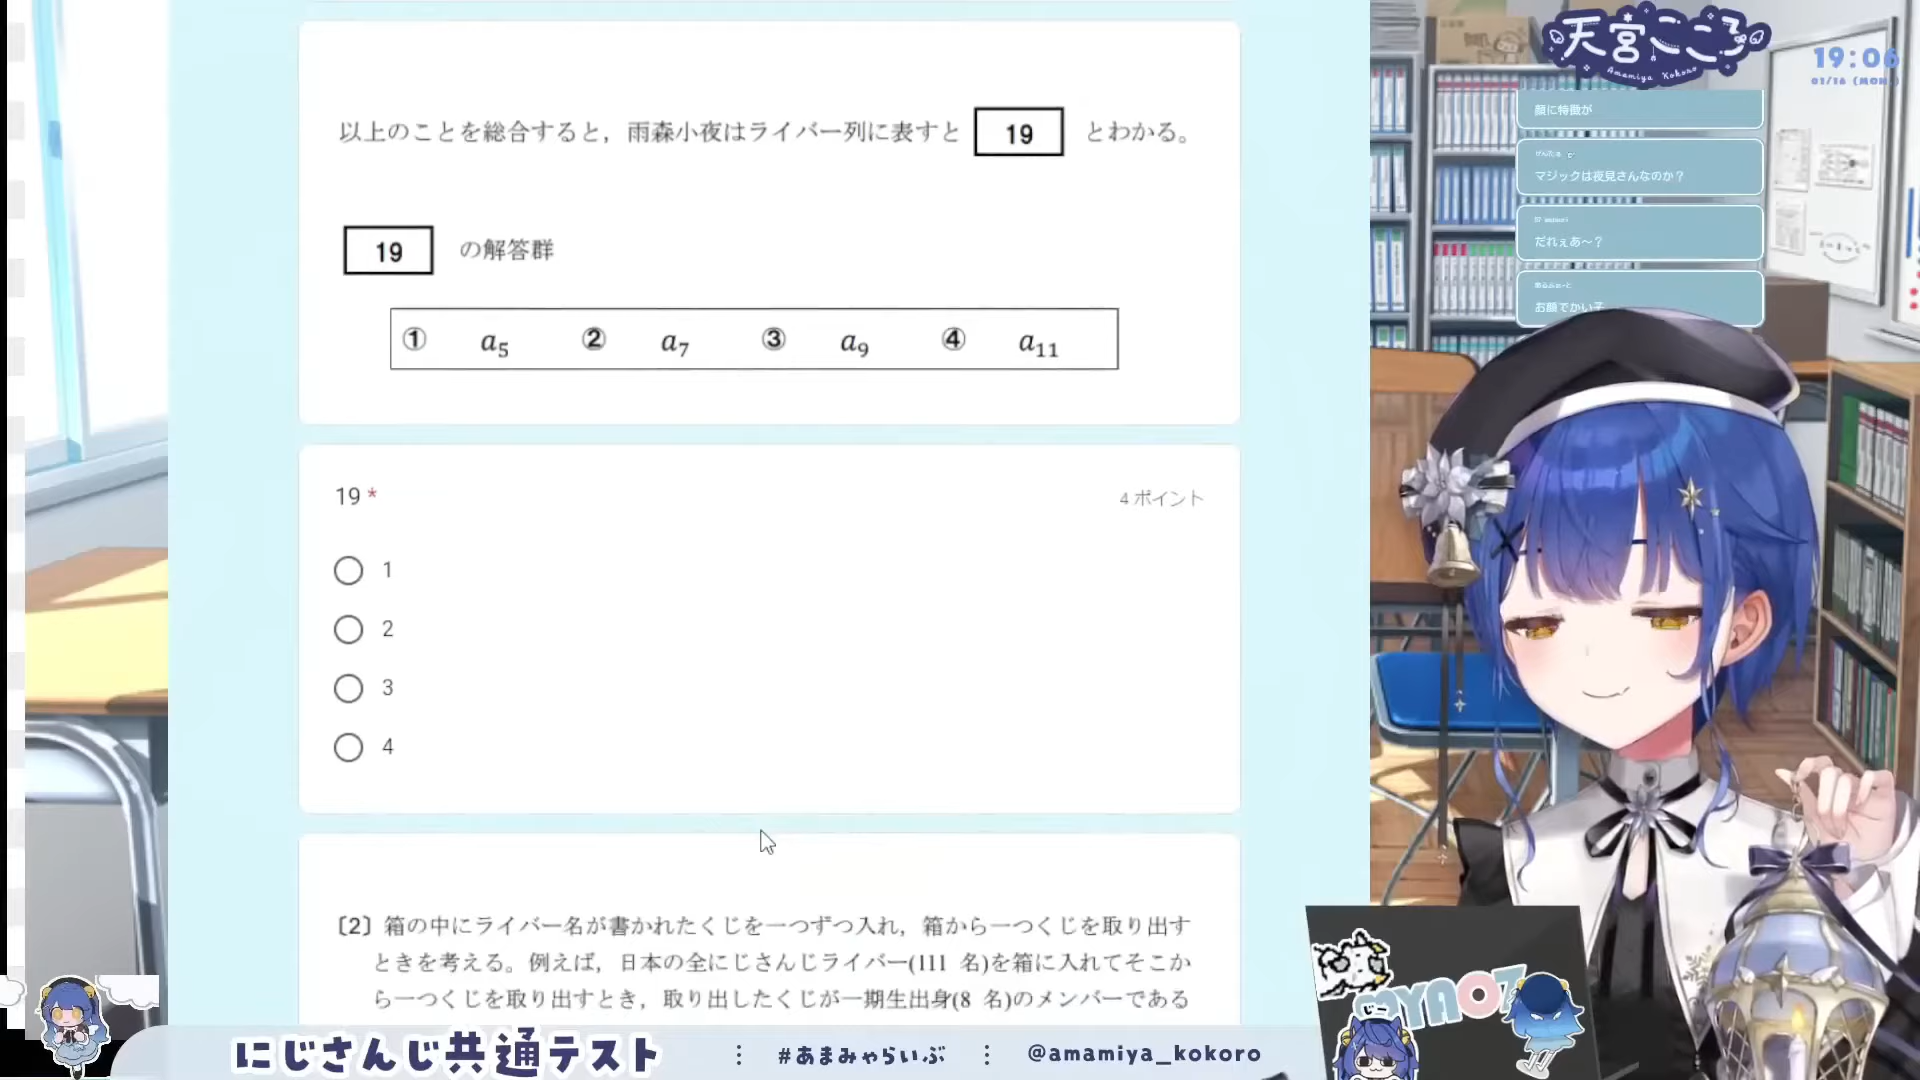 以上のことを総合すると，雨森小夜はライバー列に表すと 19 とわかる。
19 の解答群
① a5 ② a7 ③ a9 ④ a11
19 *
4 ポイント
1
2
3
4
〔2〕箱の中にライバー名が書かれたくじを一つずつ入れ，箱から一つくじを取り出す
ときを考える。例えば，日本の全にじさんじライバー(111 名)を箱に入れてそこか
ら一つくじを取り出すとき，取り出したくじが一期生出身(8 名)のメンバーである
天宮こころ
Amamiya Kokoro
19:06
01/16 (MON.)
顔に特徴が
マジックは夜見さんなのか？
だれぇあ〜？
お顔でかい子
にじさんじ共通テスト
#あまみゃらいぶ
@amamiya_kokoro